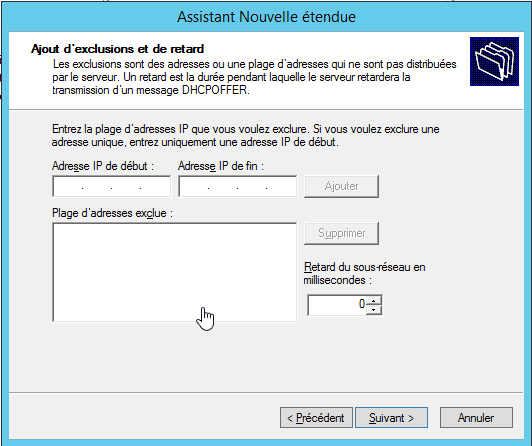 Assistant Nouvelle étendue
Ajout d'exclusions et de retard
Les exclusions sont des adresses ou une plage d'adresses qui ne sont pas distribuées
par le serveur. Un retard est la durée pendant laquelle le serveur retardera la
transmission d'un message DHCPOFFER.
Entrez la plage d'adresses IP que vous voulez exclure. Si vous voulez exclure une
adresse unique, entrez uniquement une adresse IP de début.
Adresse IP de début : Adresse IP de fin :
. . . . . . Ajouter
Plage d'adresses exclue :
Supprimer
Retard du sous-réseau en
millisecondes :
0
< Précédent Suivant > Annuler